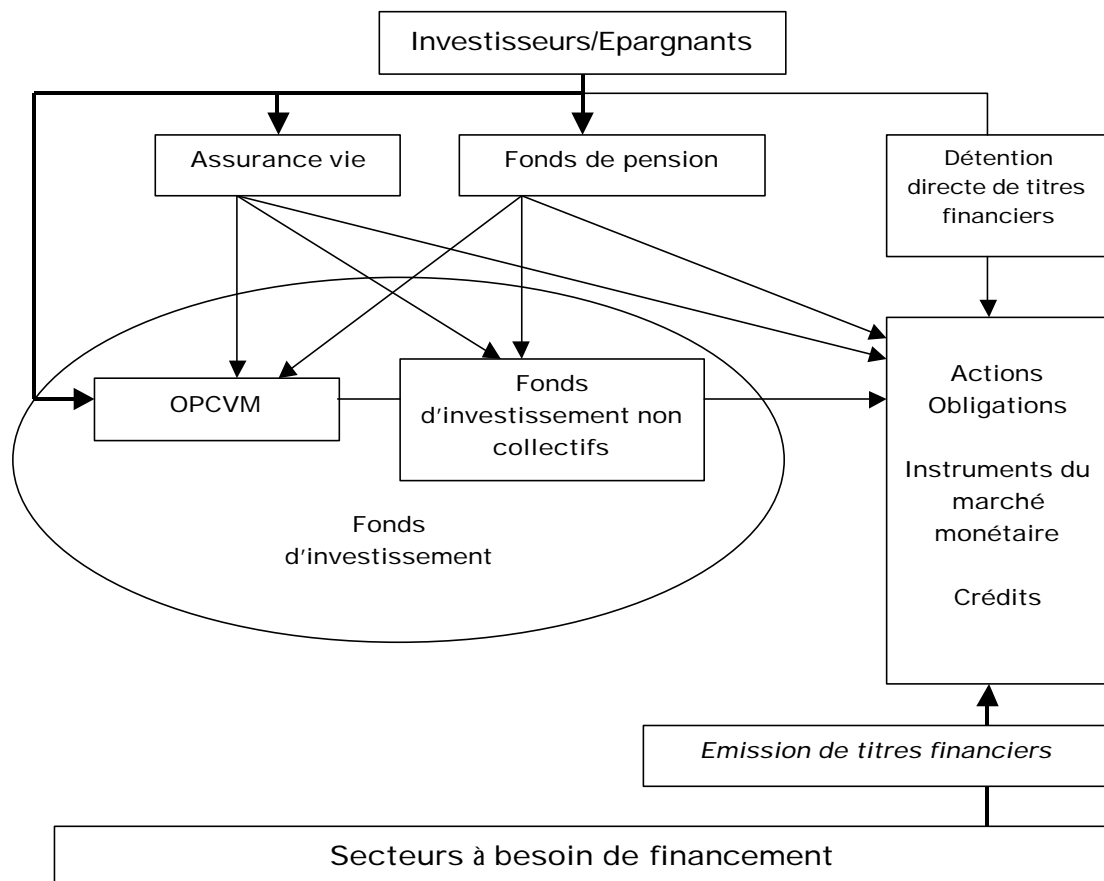 Investisseurs/Epargnants
Assurance vie
Fonds de pension
Détention
directe de titres
financiers
OPCVM
Fonds
d'investissement non
collectifs
Actions
Obligations
Instruments du
marché
monétaire
Crédits
Fonds
d'investissement
Emission de titres financiers
Secteurs à besoin de financement